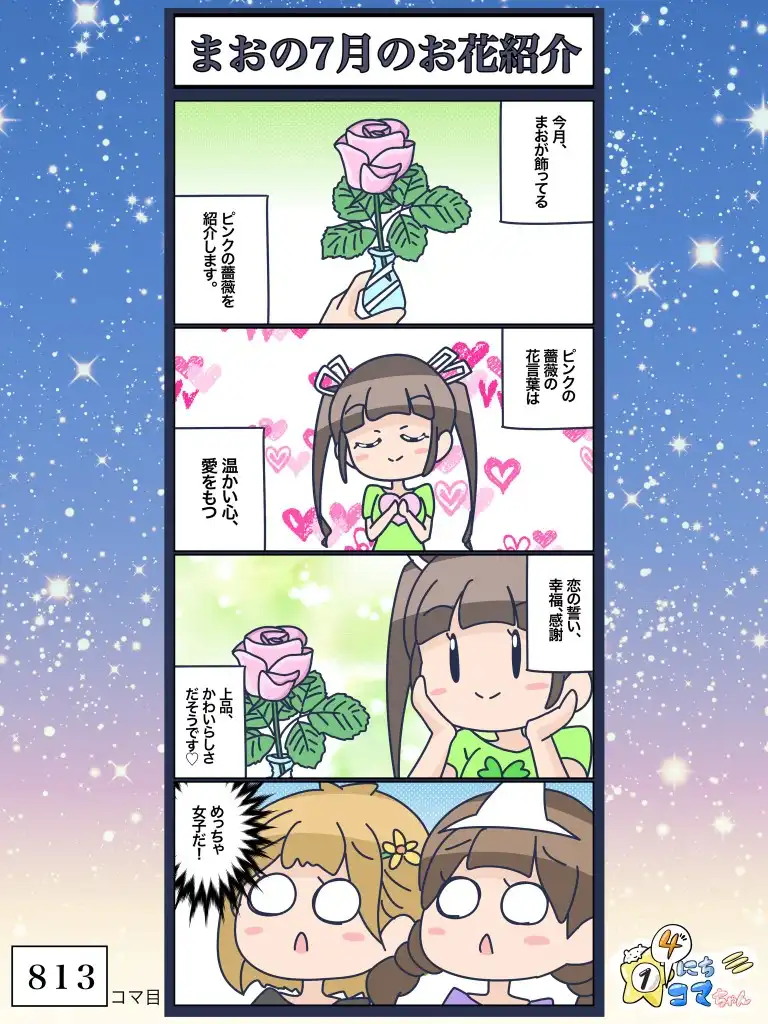 まおの7月のお花紹介
今月、
まおが飾ってる
ピンクの薔薇を
紹介します。
ピンクの
薔薇の
花言葉は
温かい心、
愛をもつ
恋の誓い、
幸福、感謝
上品、
かわいらしさ
だそうです♡
めっちゃ
女子だ！
813
コマ目
1
にち
4
コマ
ちゃん